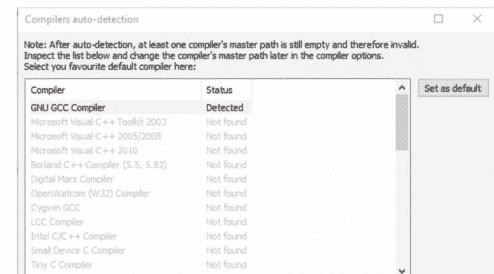 Compilers auto-detection
Note: After auto-detection, at least one compiler's master path is still empty and therefore invalid.
Inspect the list below and change the compiler's master path later in the compiler options.
Select you favourite default compiler here:
Compiler Status
Set as default
GNU GCC Compiler Detected
Microsoft Visual C++ Toolkit 2003 Not found
Microsoft Visual C++ 2005/2008 Not found
Microsoft Visual C++ 2010 Not found
Borland C++ Compiler (5.5, 5.82) Not found
Digital Mars Compiler Not found
OpenWatcom (W32) Compiler Not found
Cygwin GCC Not found
LCC Compiler Not found
Intel C/C++ Compiler Not found
Small Device C Compiler Not found
Tiny C Compiler Not found